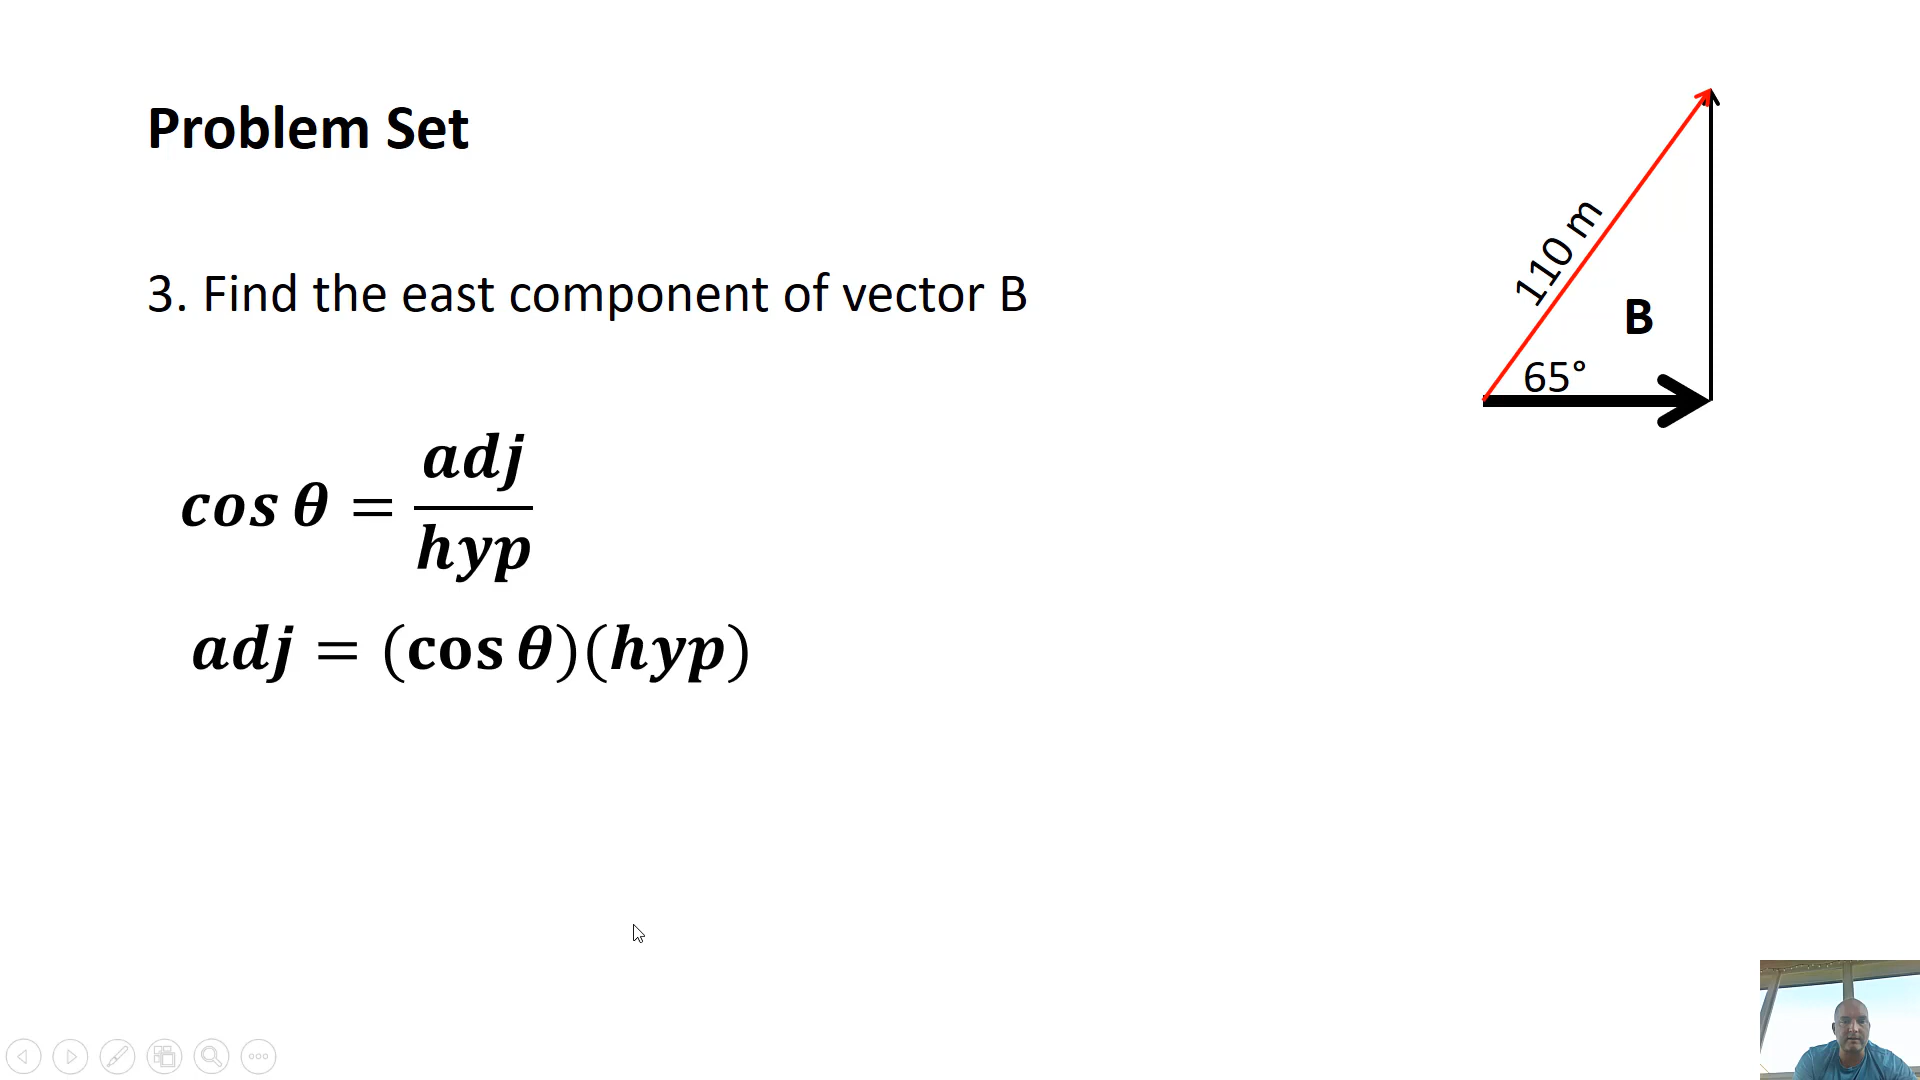 Problem Set
3. Find the east component of vector B
110 m
B
65°
cos θ = adj/hyp
adj = (cos θ)(hyp)